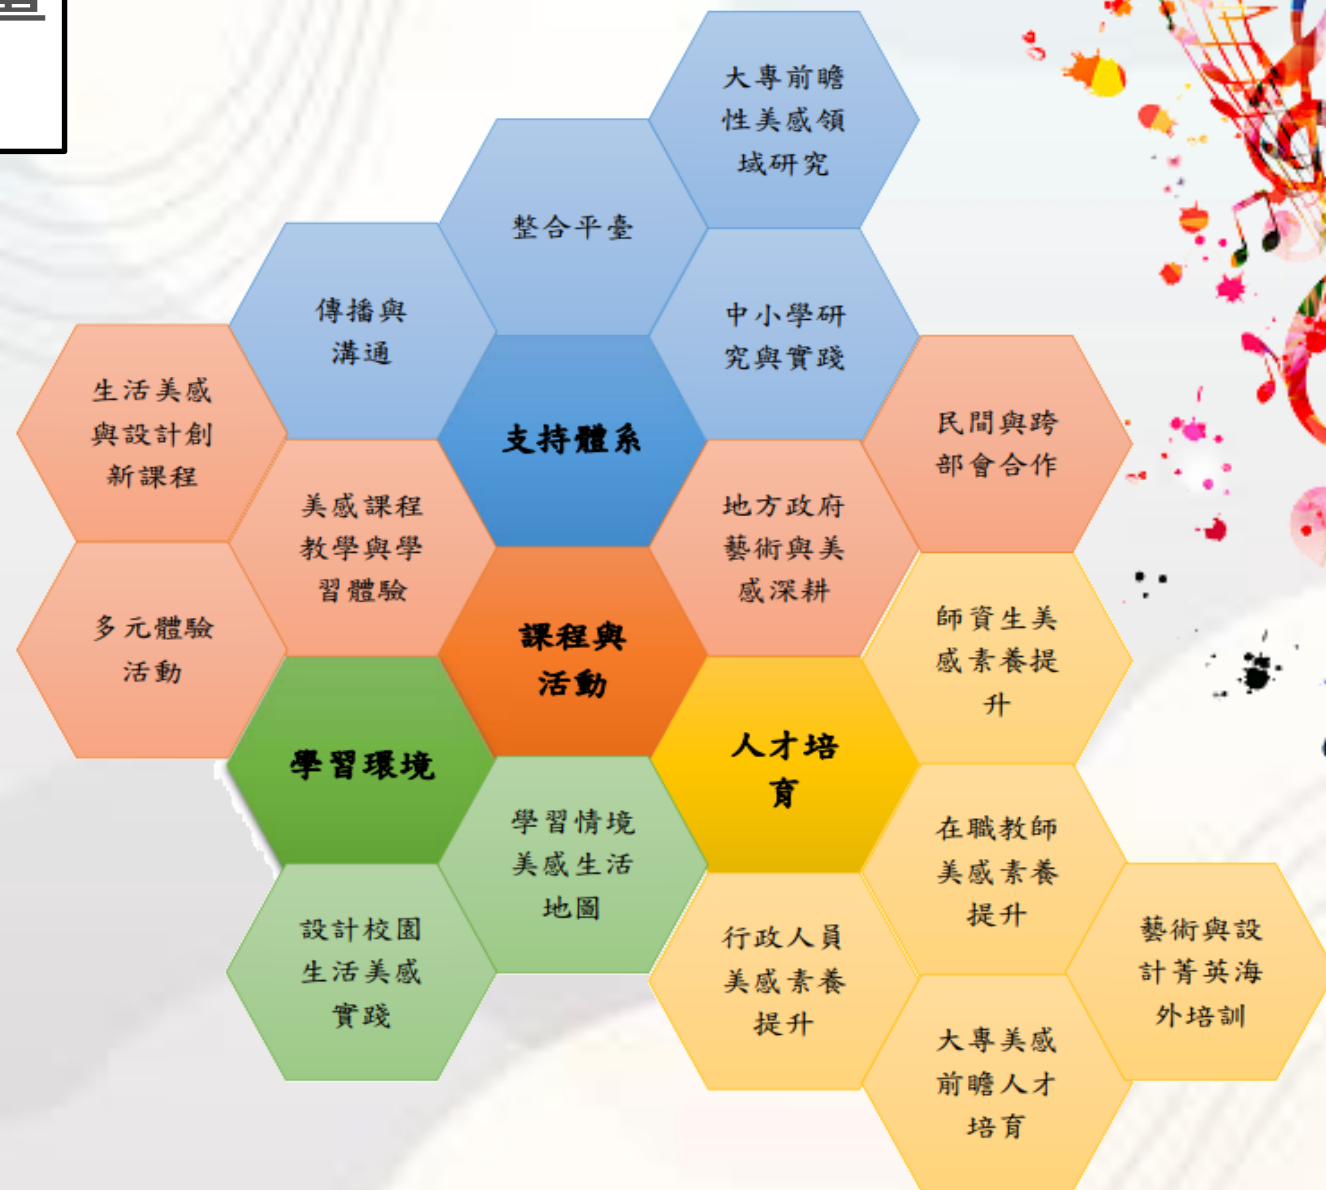 大專前瞻
性美感領
域研究
整合平臺
傳播與
溝通
中小學研
究與實踐
支持體系
生活美感
與設計創
新課程
民間與跨
部會合作
美感課程
教學與學
習體驗
地方政府
藝術與美
感深耕
多元體驗
活動
課程與
活動
師資生美
感素養提
升
學習環境
人才培
育
學習情境
美感生活
地圖
在職教師
美感素養
提升
設計校園
生活美感
實踐
行政人員
美感素養
提升
藝術與設
計菁英海
外培訓
大專美感
前瞻人才
培育